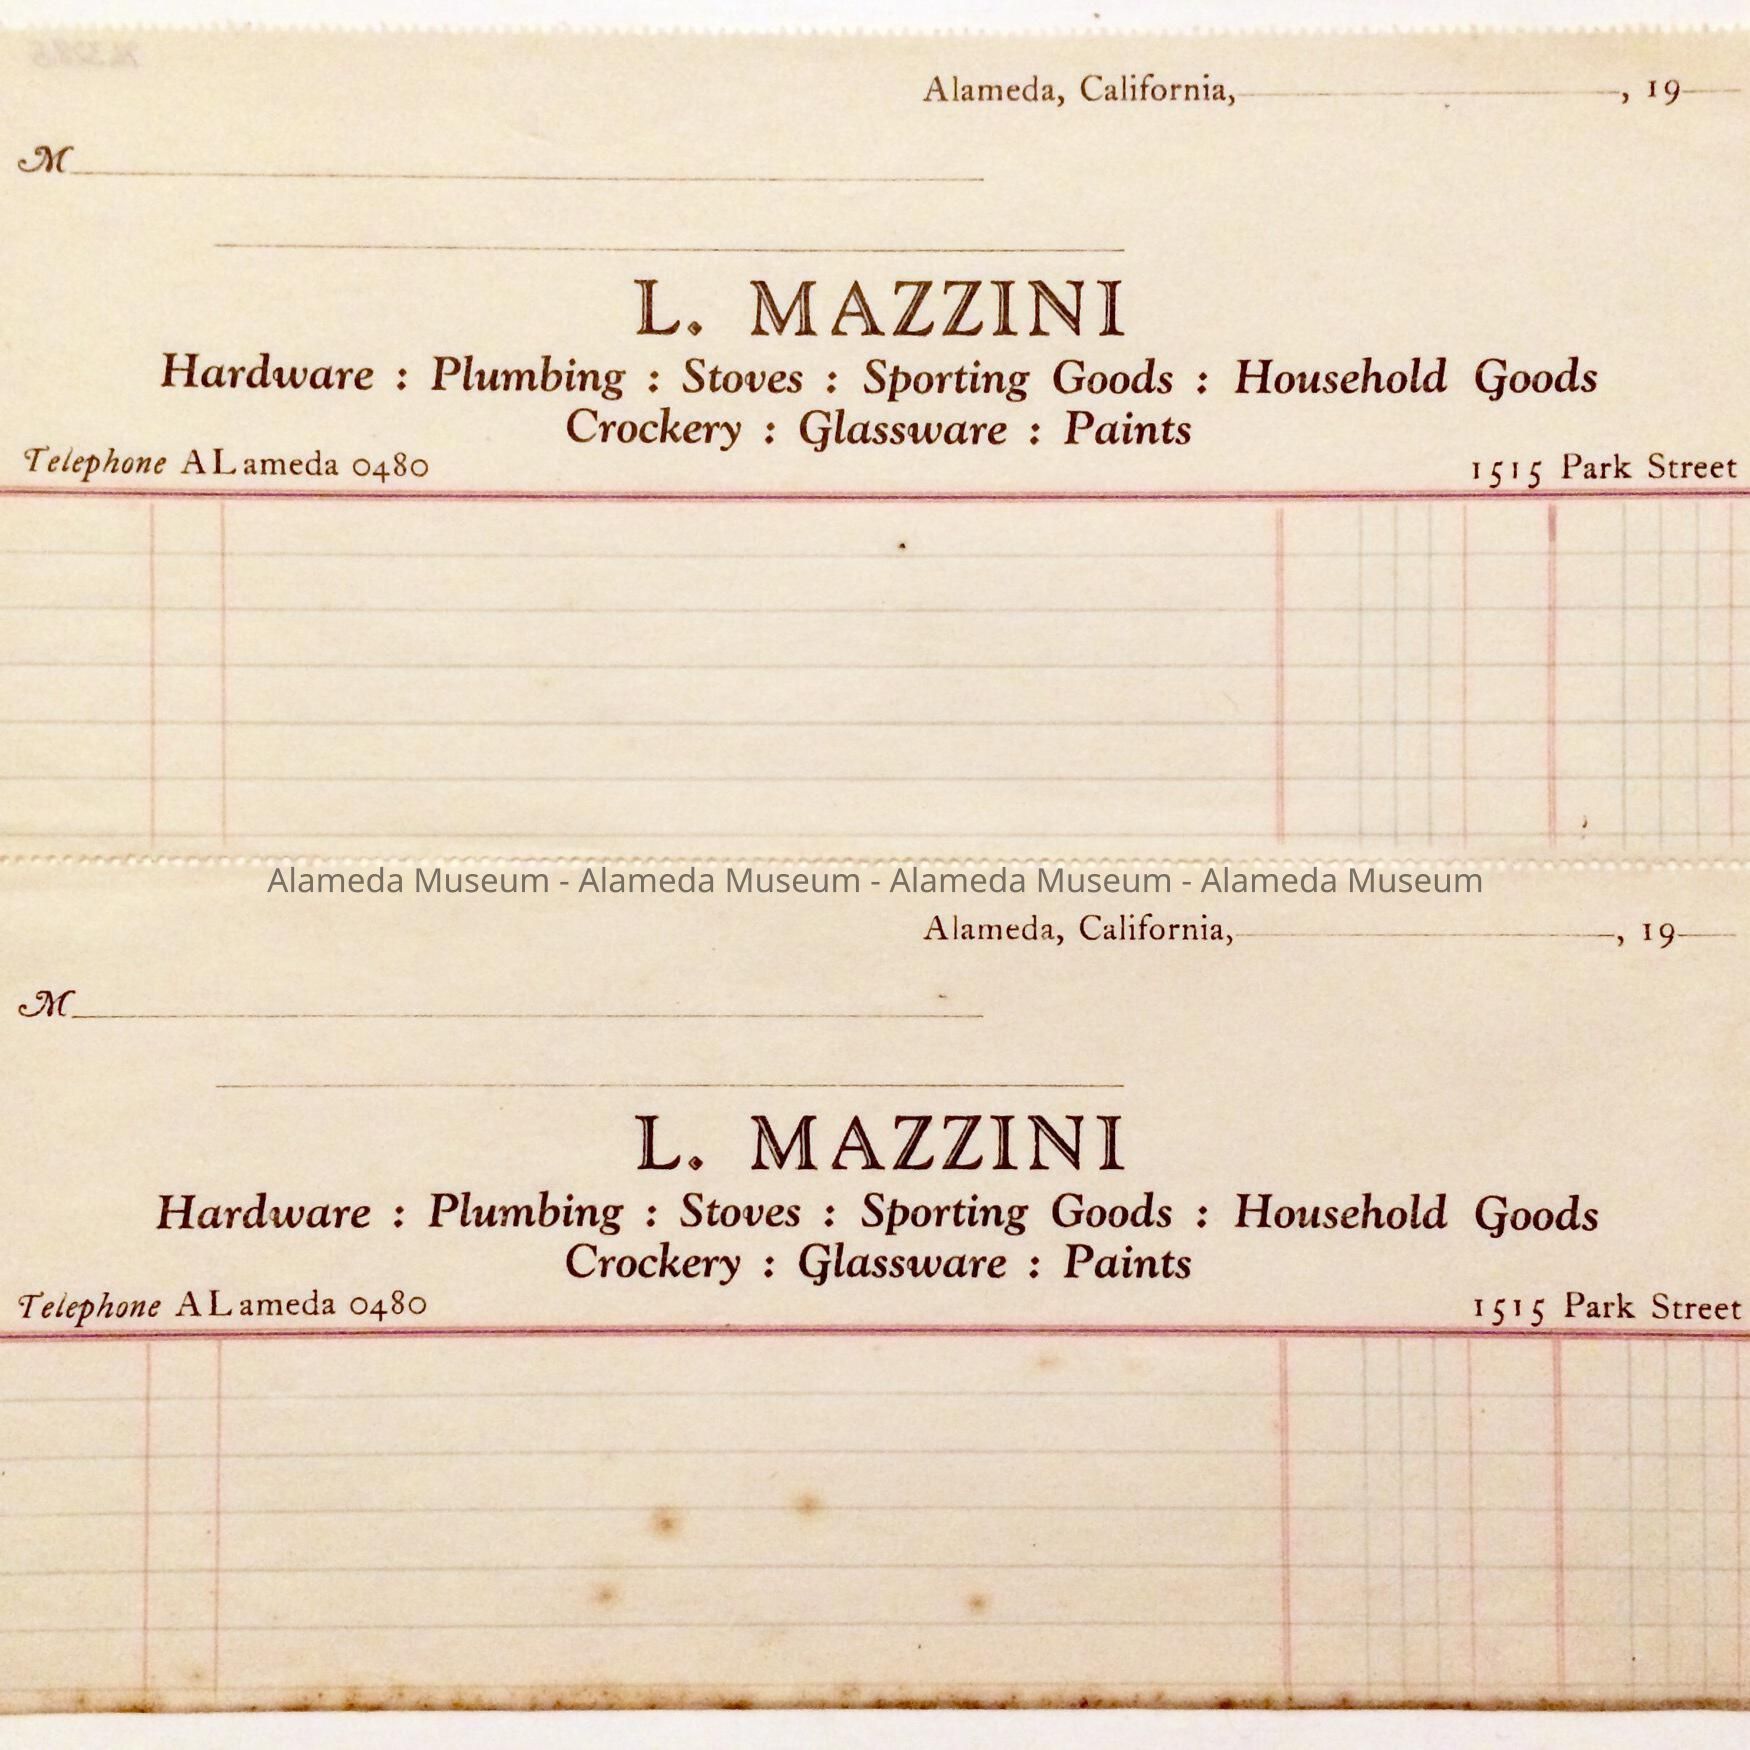 Alameda, California, , 19
M
L. MAZZINI
Hardware : Plumbing : Stoves : Sporting Goods : Household Goods
Crockery : Glassware : Paints
Telephone ALameda 0480 1515 Park Street
Alameda Museum - Alameda Museum - Alameda Museum - Alameda Museum
Alameda, California, , 19
M
L. MAZZINI
Hardware : Plumbing : Stoves : Sporting Goods : Household Goods
Crockery : Glassware : Paints
Telephone ALameda 0480 1515 Park Street